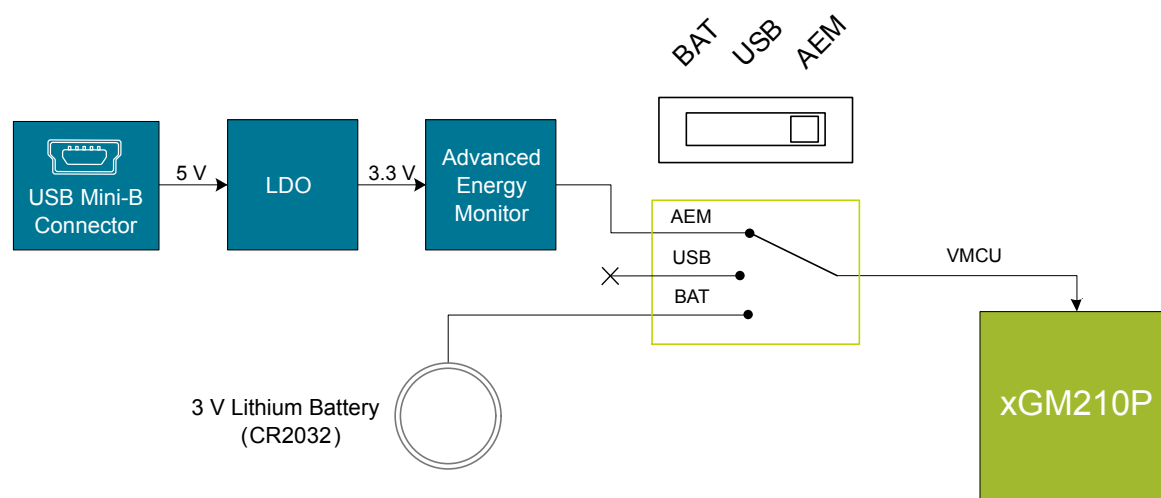 BAT
USB
AEM
USB Mini-B
Connector
5 V
LDO
3.3 V
Advanced
Energy
Monitor
AEM
USB
BAT
VMCU
3 V Lithium Battery
(CR2032)
xGM210P